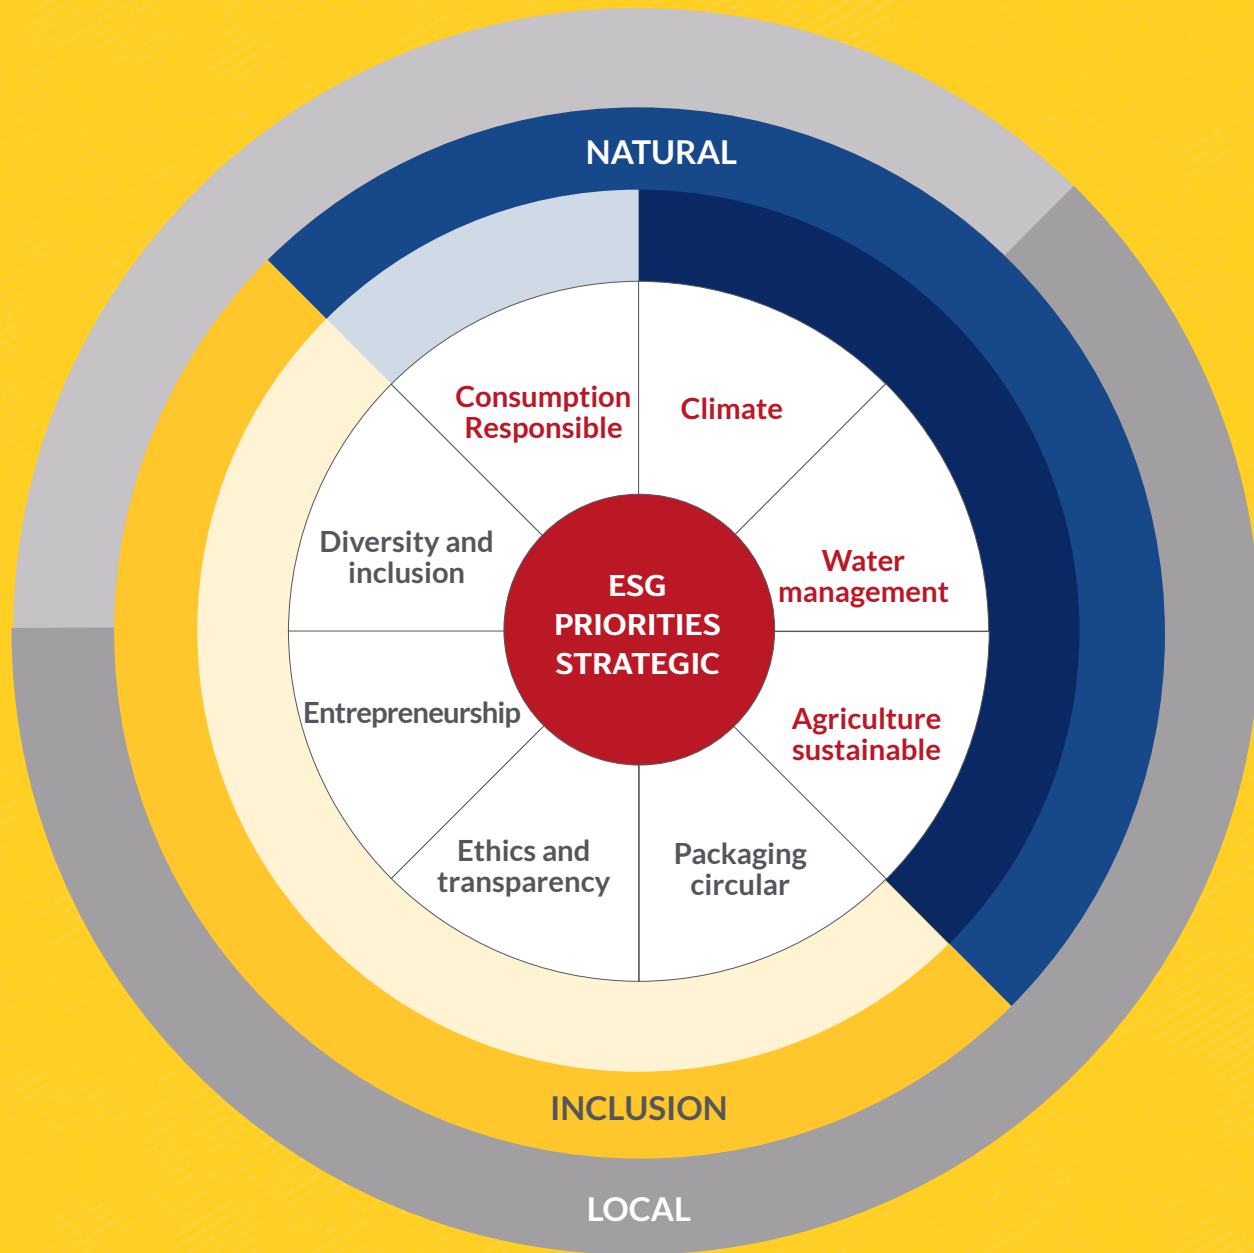 NATURAL
Consumption
Responsible
Climate
Diversity and
inclusion
Water
management
ESG
PRIORITIES
STRATEGIC
Entrepreneurship
Agriculture
sustainable
Ethics and
transparency
Packaging
circular
INCLUSION
LOCAL